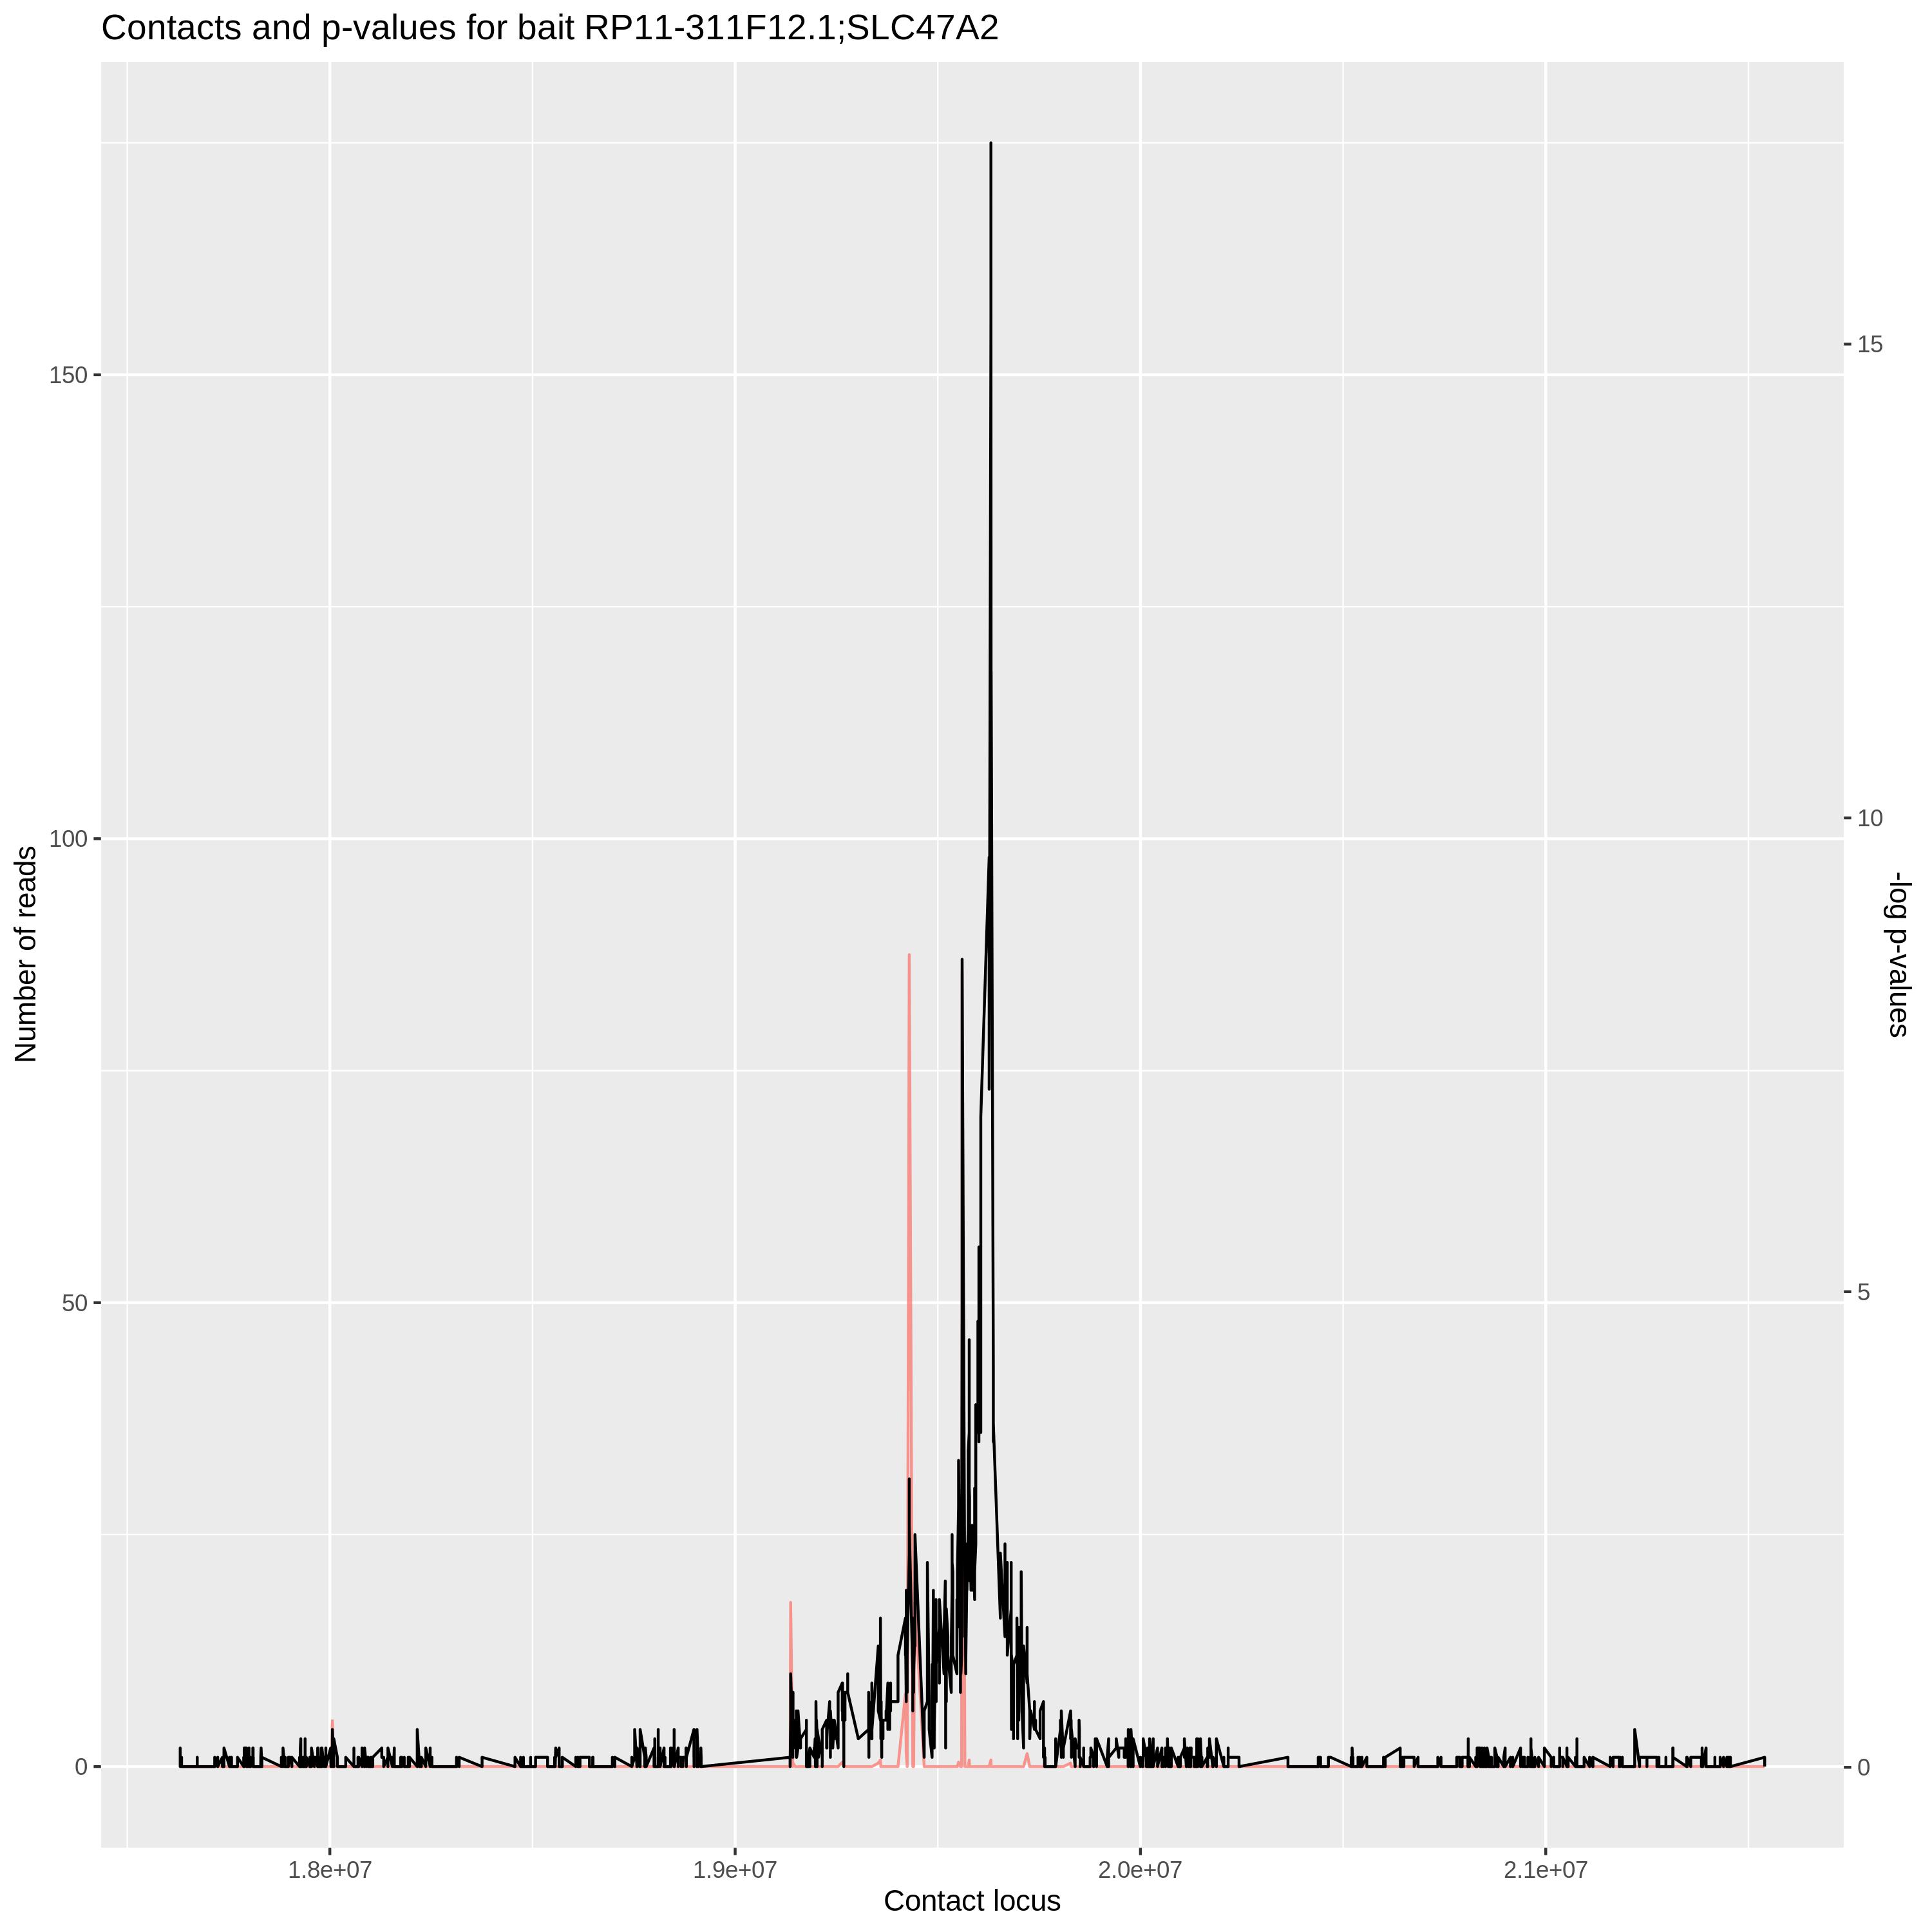 Contacts and p-values for bait RP11-311F12.1;SLC47A2
Number of reads
150
100
50
0
-log p-values
15
10
5
0
1.8e+07
1.9e+07
2.0e+07
2.1e+07
Contact locus